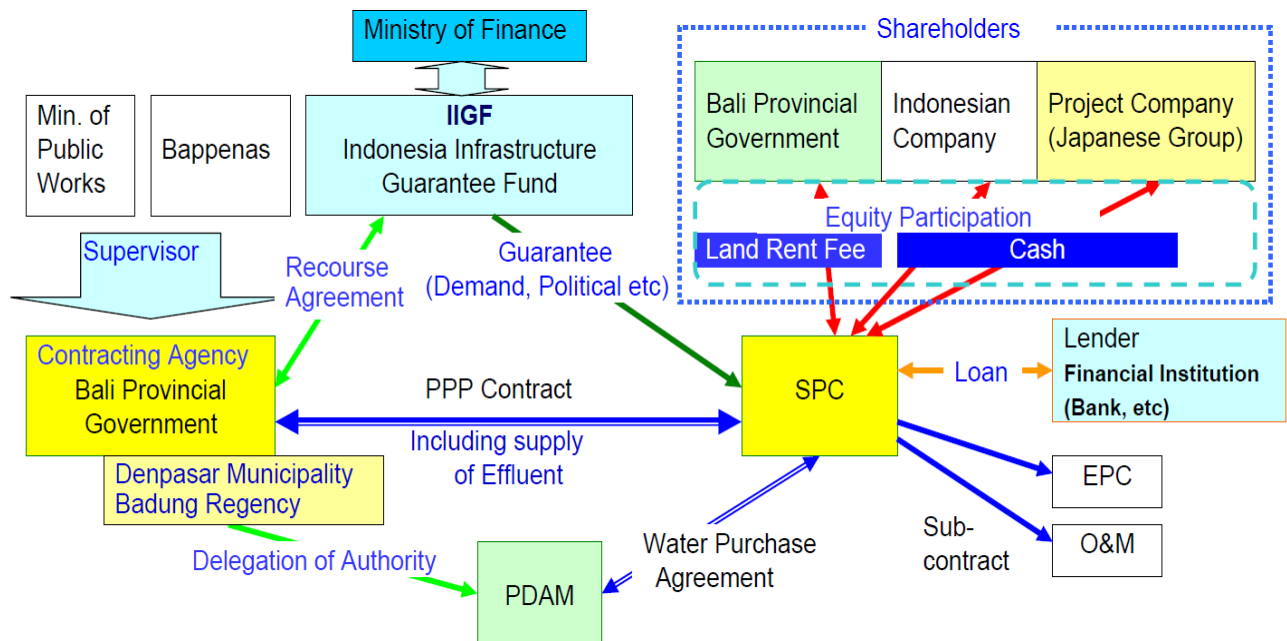 Ministry of Finance
Shareholders
Min. of
Public
Works
Bappenas
IIGF
Indonesia Infrastructure
Guarantee Fund
Bali Provincial
Government
Indonesian
Company
Project Company
(Japanese Group)
Equity Participation
Land Rent Fee
Cash
Supervisor
Recourse
Agreement
Guarantee
(Demand, Political etc)
Contracting Agency
Bali Provincial
Government
PPP Contract
Including supply
of Effluent
SPC
Loan
Lender
Financial Institution
(Bank, etc)
Denpasar Municipality
Badung Regency
Delegation of Authority
PDAM
Water Purchase
Agreement
Sub-
contract
EPC
O&M